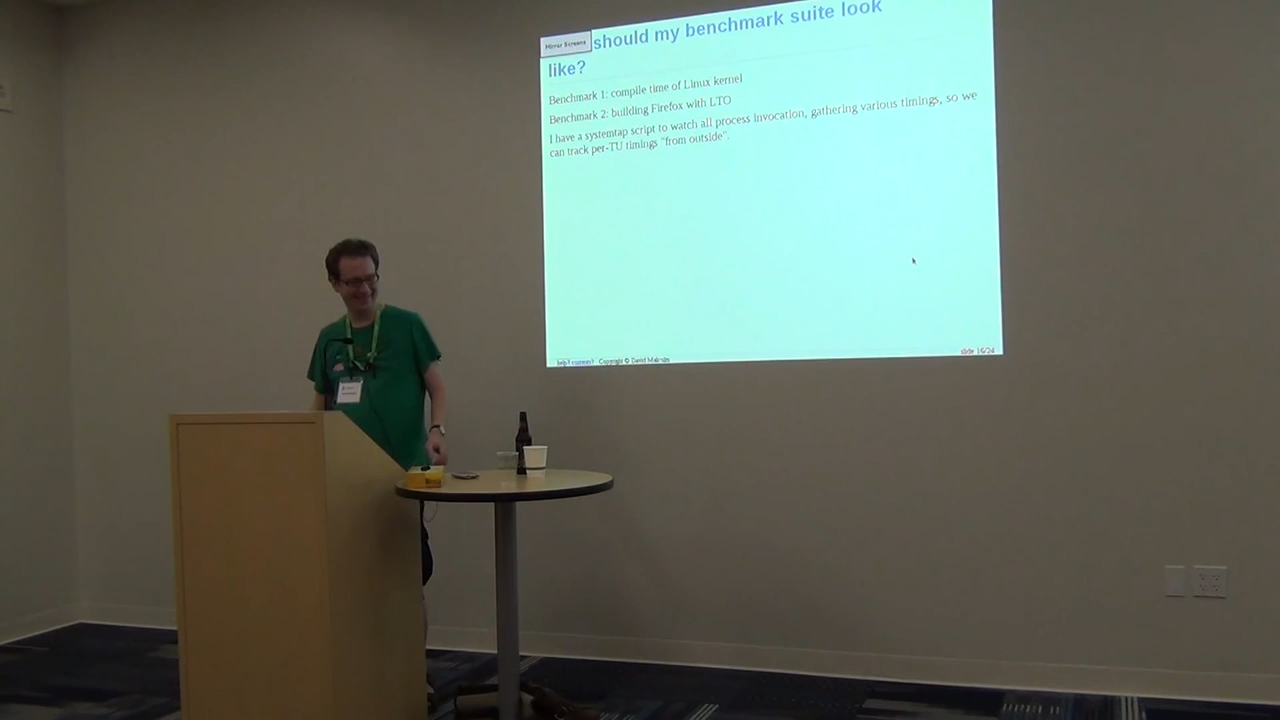 Mirror Screens
should my benchmark suite look
like?
Benchmark 1: compile time of Linux kernel
Benchmark 2: building Firefox with LTO
I have a systemtap script to watch all process invocation, gathering various timings, so we
can track per-TU timings "from outside".
Copyright © David Malcolm
slide 16/24